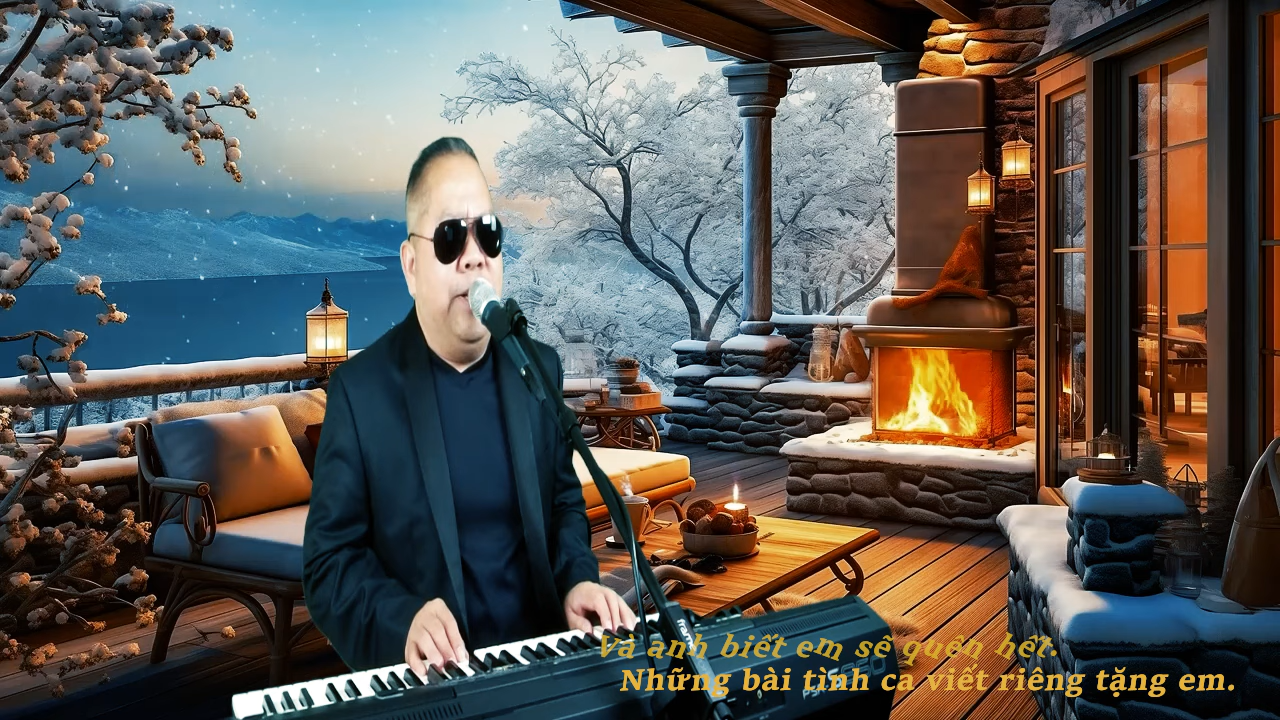 Và anh biết em sẽ quên hết.
Những bài tình ca viết riêng tặng em.